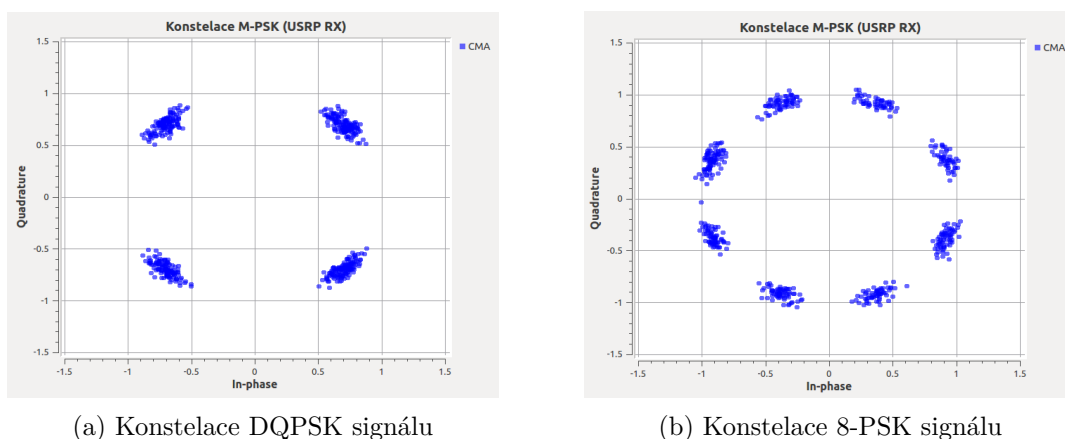 Konstelace M-PSK (USRP RX)
CMA
Quadrature
1.5
1
0.5
0
-0.5
-1
-1.5
-1.5 -1 -0.5 0 0.5 1 1.5
In-phase
(a) Konstelace DQPSK signálu
Konstelace M-PSK (USRP RX)
CMA
Quadrature
1.5
1
0.5
0
-0.5
-1
-1.5
-1.5 -1 -0.5 0 0.5 1 1.5
In-phase
(b) Konstelace 8-PSK signálu